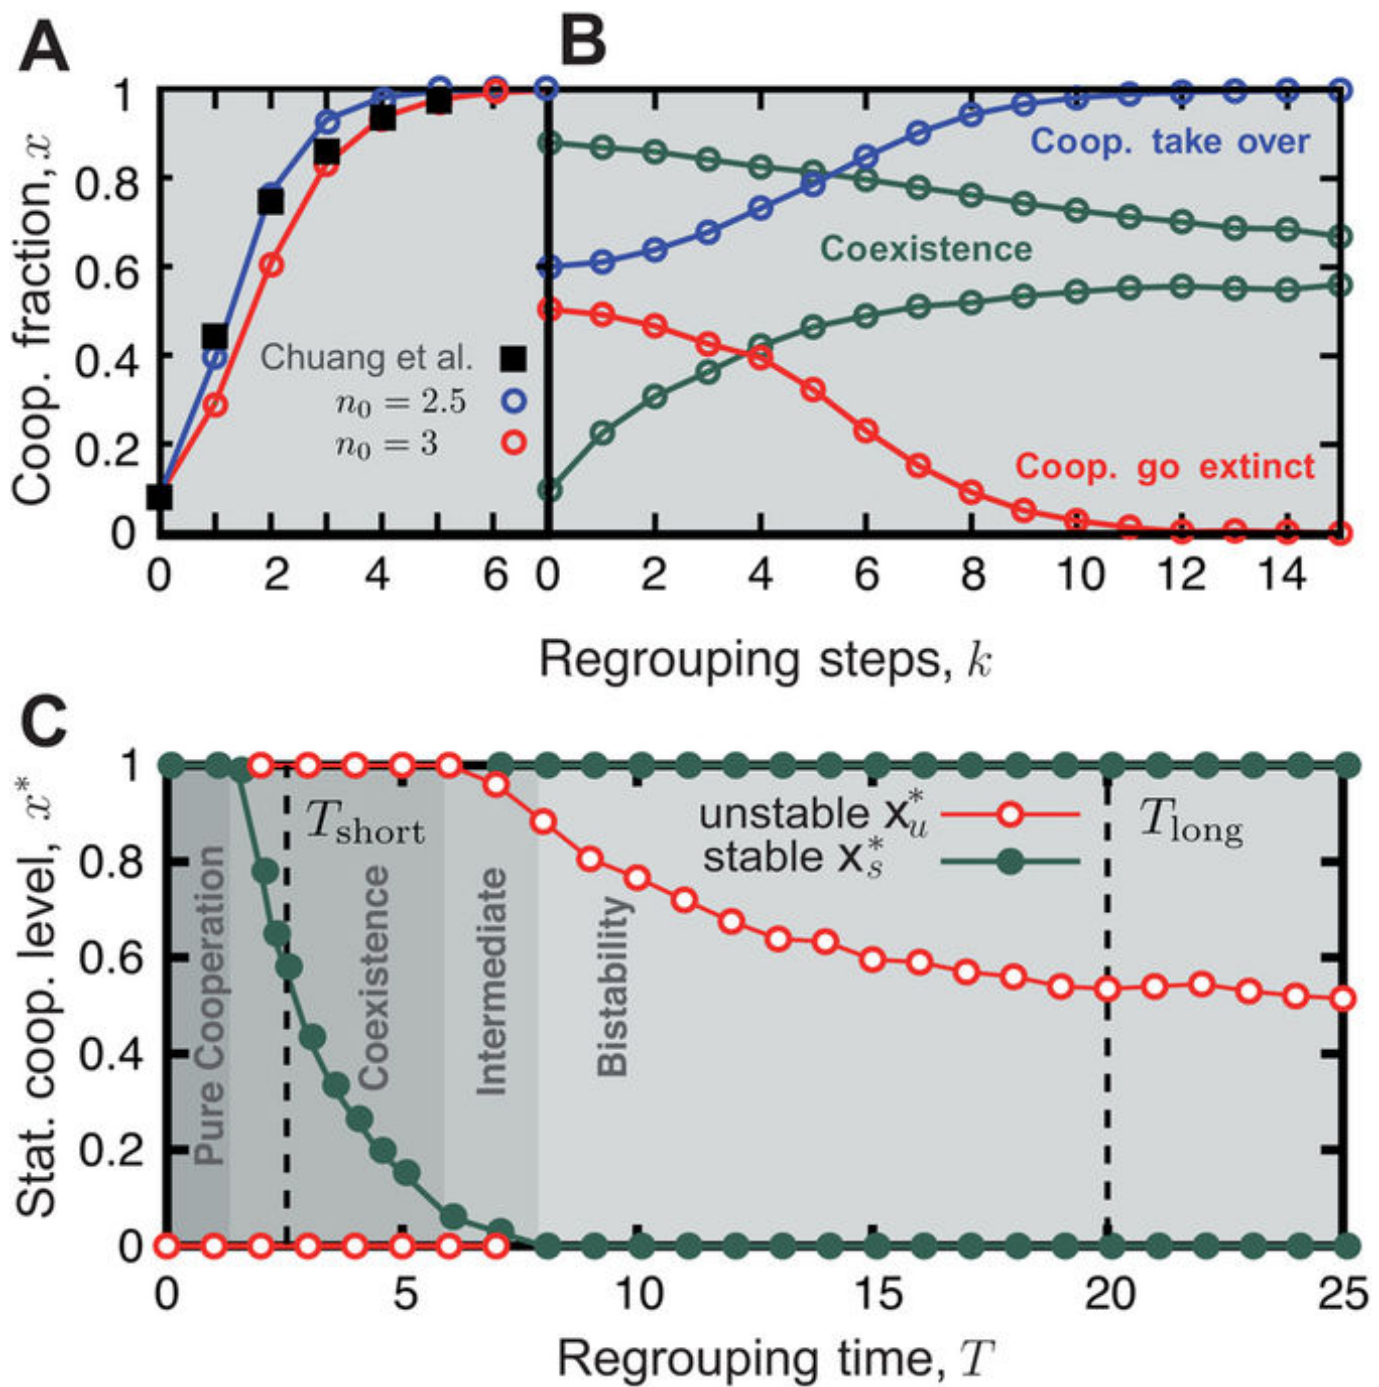 A
B
Coop. fraction, x
1
0.8
0.6
0.4
0.2
0
Chuang et al.
n₀ = 2.5
n₀ = 3
Coop. take over
Coexistence
Coop. go extinct
0 2 4 6 0 2 4 6 8 10 12 14
Regrouping steps, k
C
Stat. coop. level, x*
1
0.8
0.6
0.4
0.2
0
Pure Cooperation
T_short
Coexistence
Intermediate
Bistability
unstable x*_u
stable x*_s
T_long
0 5 10 15 20 25
Regrouping time, T